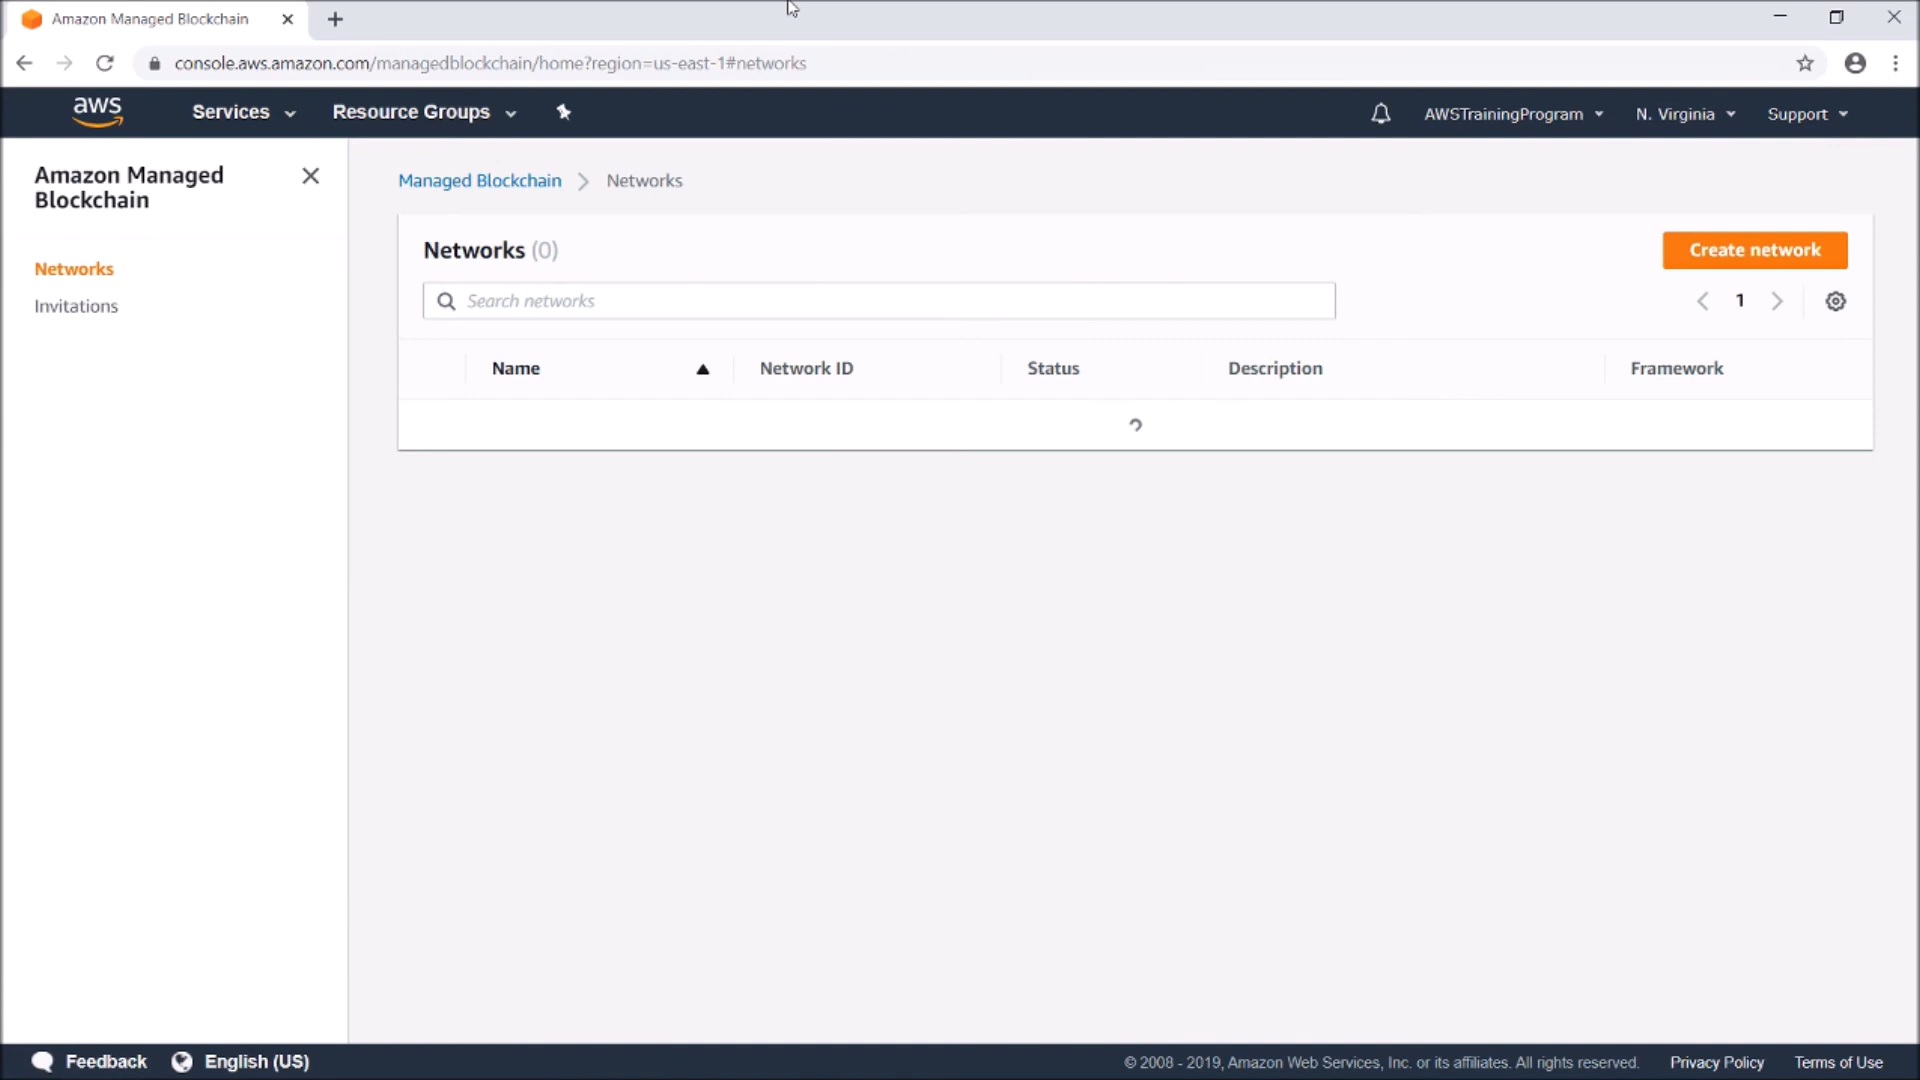 Amazon Managed Blockchain
console.aws.amazon.com/managedblockchain/home?region=us-east-1#networks
aws Services Resource Groups AWSTrainingProgram N. Virginia Support
Amazon Managed
Blockchain
Networks
Invitations
Managed Blockchain Networks
Networks (0) Create network
Search networks 1
Name Network ID Status Description Framework
Feedback English (US) © 2008 - 2019, Amazon Web Services, Inc. or its affiliates. All rights reserved. Privacy Policy Terms of Use